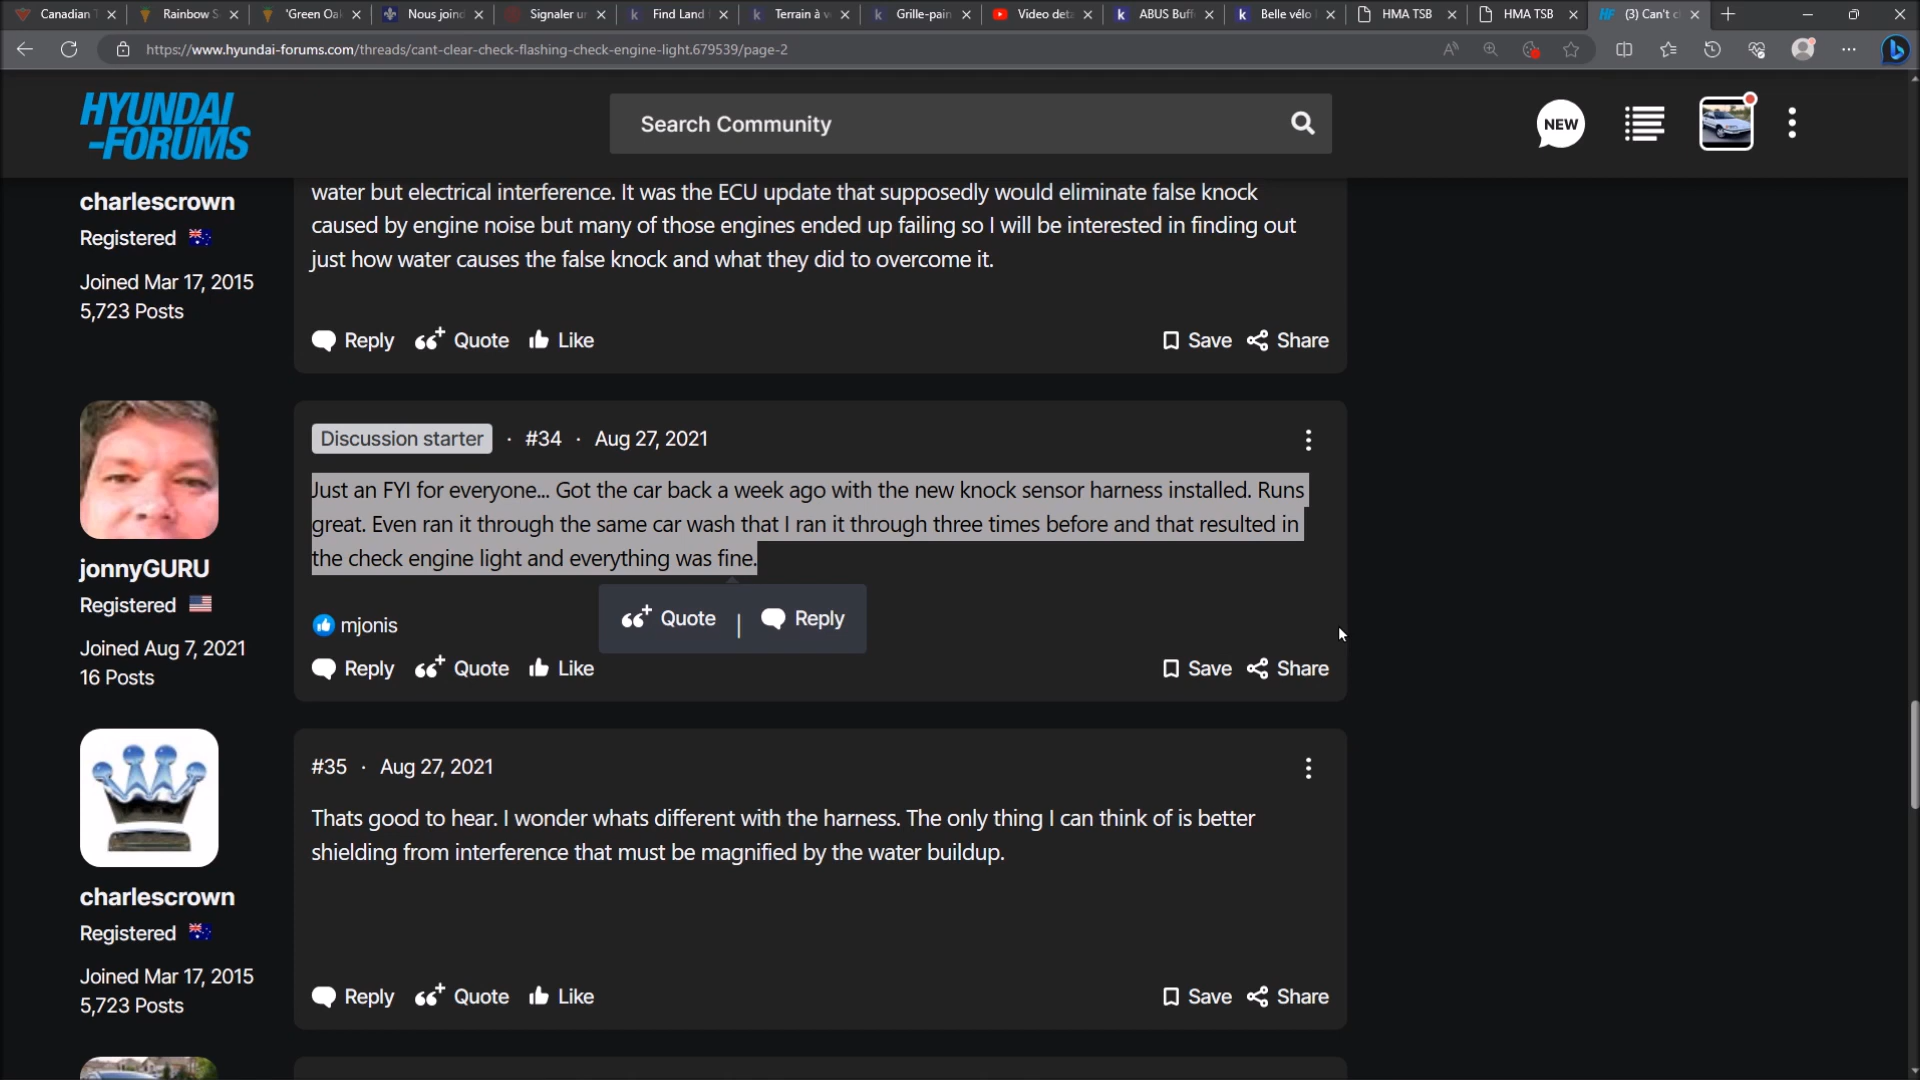 Canadian T
Rainbow S
'Green Oa
Nous joind
Signaler un
Find Land
Terrain à v
Grille-pain
Video deta
ABUS Buff
Belle vélo
HMA TSB
HMA TSB
(3) Can't c
https://www.hyundai-forums.com/threads/cant-clear-check-flashing-check-engine-light.679539/page-2
HYUNDAI
-FORUMS
Search Community
NEW
charlescrown
Registered
Joined Mar 17, 2015
5,723 Posts
water but electrical interference. It was the ECU update that supposedly would eliminate false knock
caused by engine noise but many of those engines ended up failing so I will be interested in finding out
just how water causes the false knock and what they did to overcome it.
Reply Quote Like Save Share
Discussion starter · #34 · Aug 27, 2021
Just an FYI for everyone... Got the car back a week ago with the new knock sensor harness installed. Runs
great. Even ran it through the same car wash that I ran it through three times before and that resulted in
the check engine light and everything was fine.
Quote | Reply
jonnyGURU
Registered
Joined Aug 7, 2021
16 Posts
mjonis
Reply Quote Like Save Share
#35 · Aug 27, 2021
Thats good to hear. I wonder whats different with the harness. The only thing I can think of is better
shielding from interference that must be magnified by the water buildup.
charlescrown
Registered
Joined Mar 17, 2015
5,723 Posts
Reply Quote Like Save Share